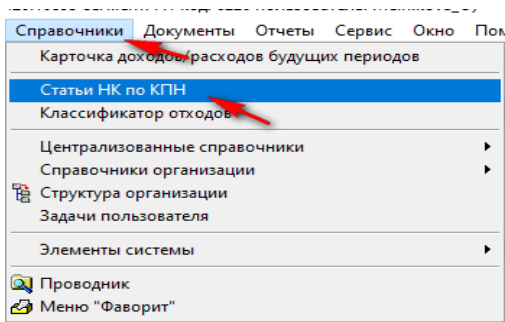 Справочники Документы Отчеты Сервис Окно Пом
Карточка доходов/расходов будущих периодов
Статьи НК по КПН
Классификатор отходов
Централизованные справочники
Справочники организации
Структура организации
Задачи пользователя
Элементы системы
Проводник
Меню "Фаворит"